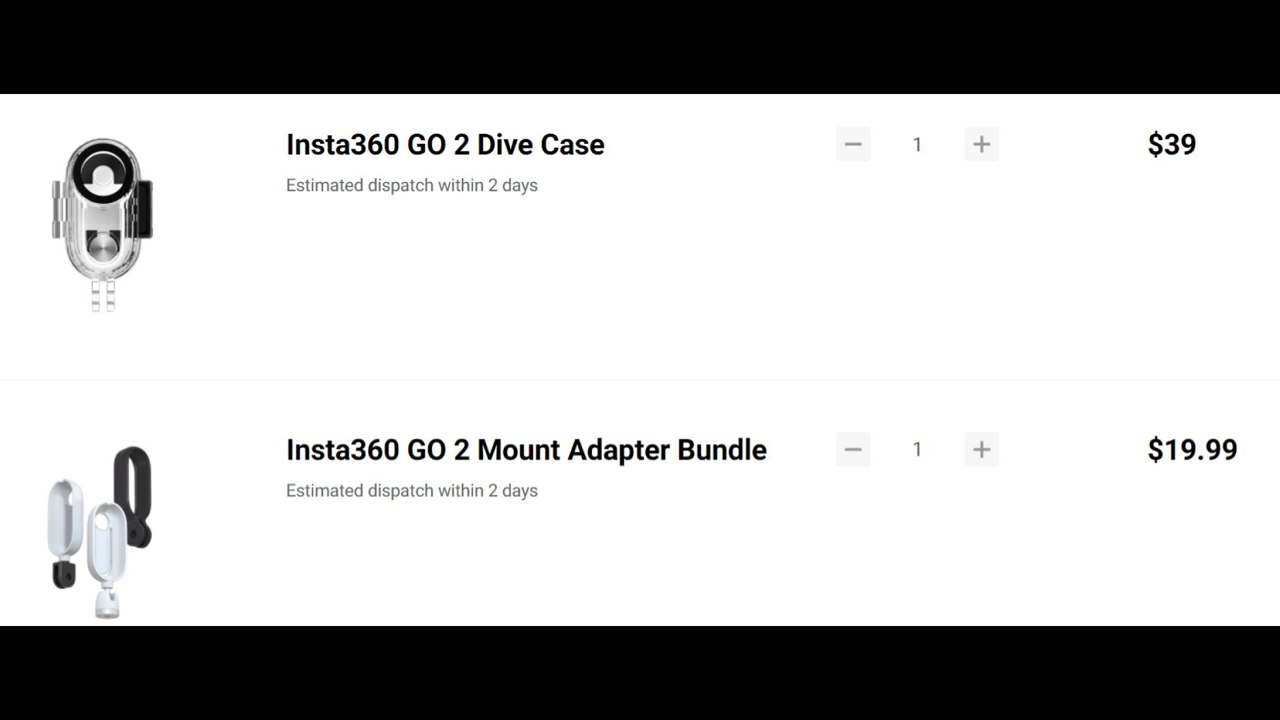 Insta360 GO 2 Dive Case
1
$39
Estimated dispatch within 2 days
Insta360 GO 2 Mount Adapter Bundle
1
$19.99
Estimated dispatch within 2 days